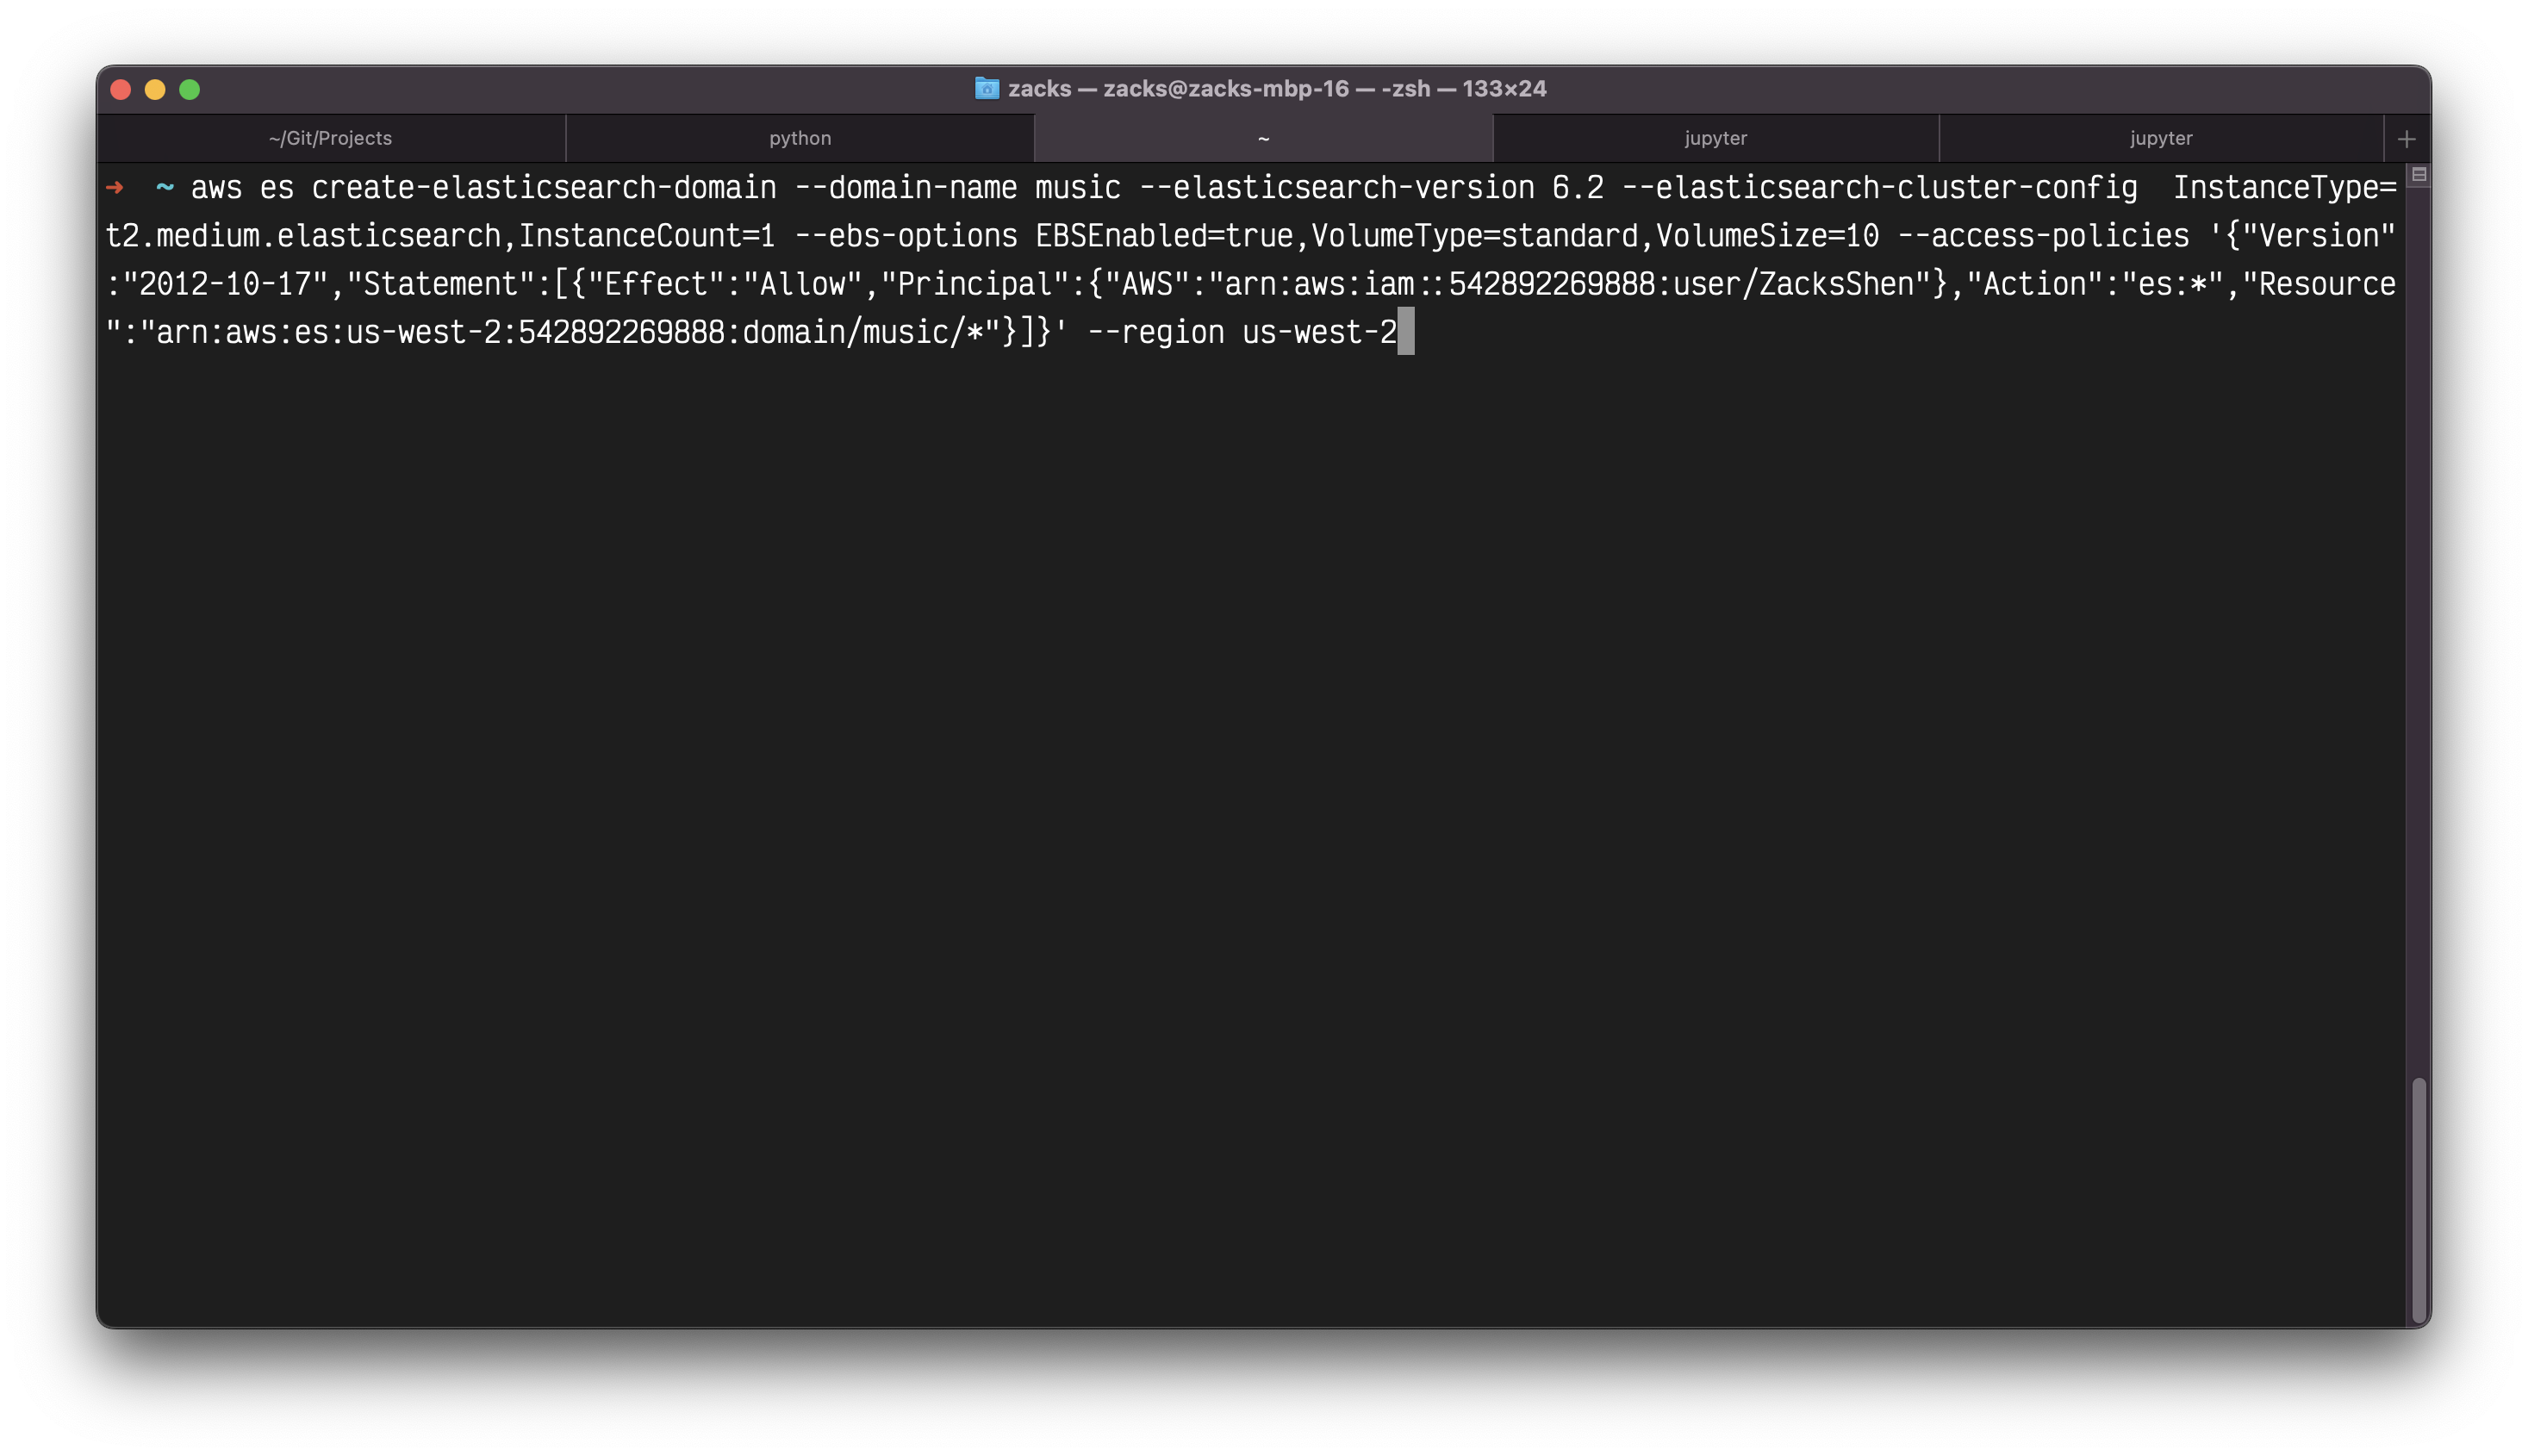 zacks — zacks@zacks-mbp-16 — -zsh — 133×24
~/Git/Projects
python
~
jupyter
jupyter
+
➜  ~ aws es create-elasticsearch-domain --domain-name music --elasticsearch-version 6.2 --elasticsearch-cluster-config  InstanceType=
t2.medium.elasticsearch,InstanceCount=1 --ebs-options EBSEnabled=true,VolumeType=standard,VolumeSize=10 --access-policies '{"Version"
:"2012-10-17","Statement":[{"Effect":"Allow","Principal":{"AWS":"arn:aws:iam::542892269888:user/ZacksShen"},"Action":"es:*","Resource
":"arn:aws:es:us-west-2:542892269888:domain/music/*"}]}' --region us-west-2